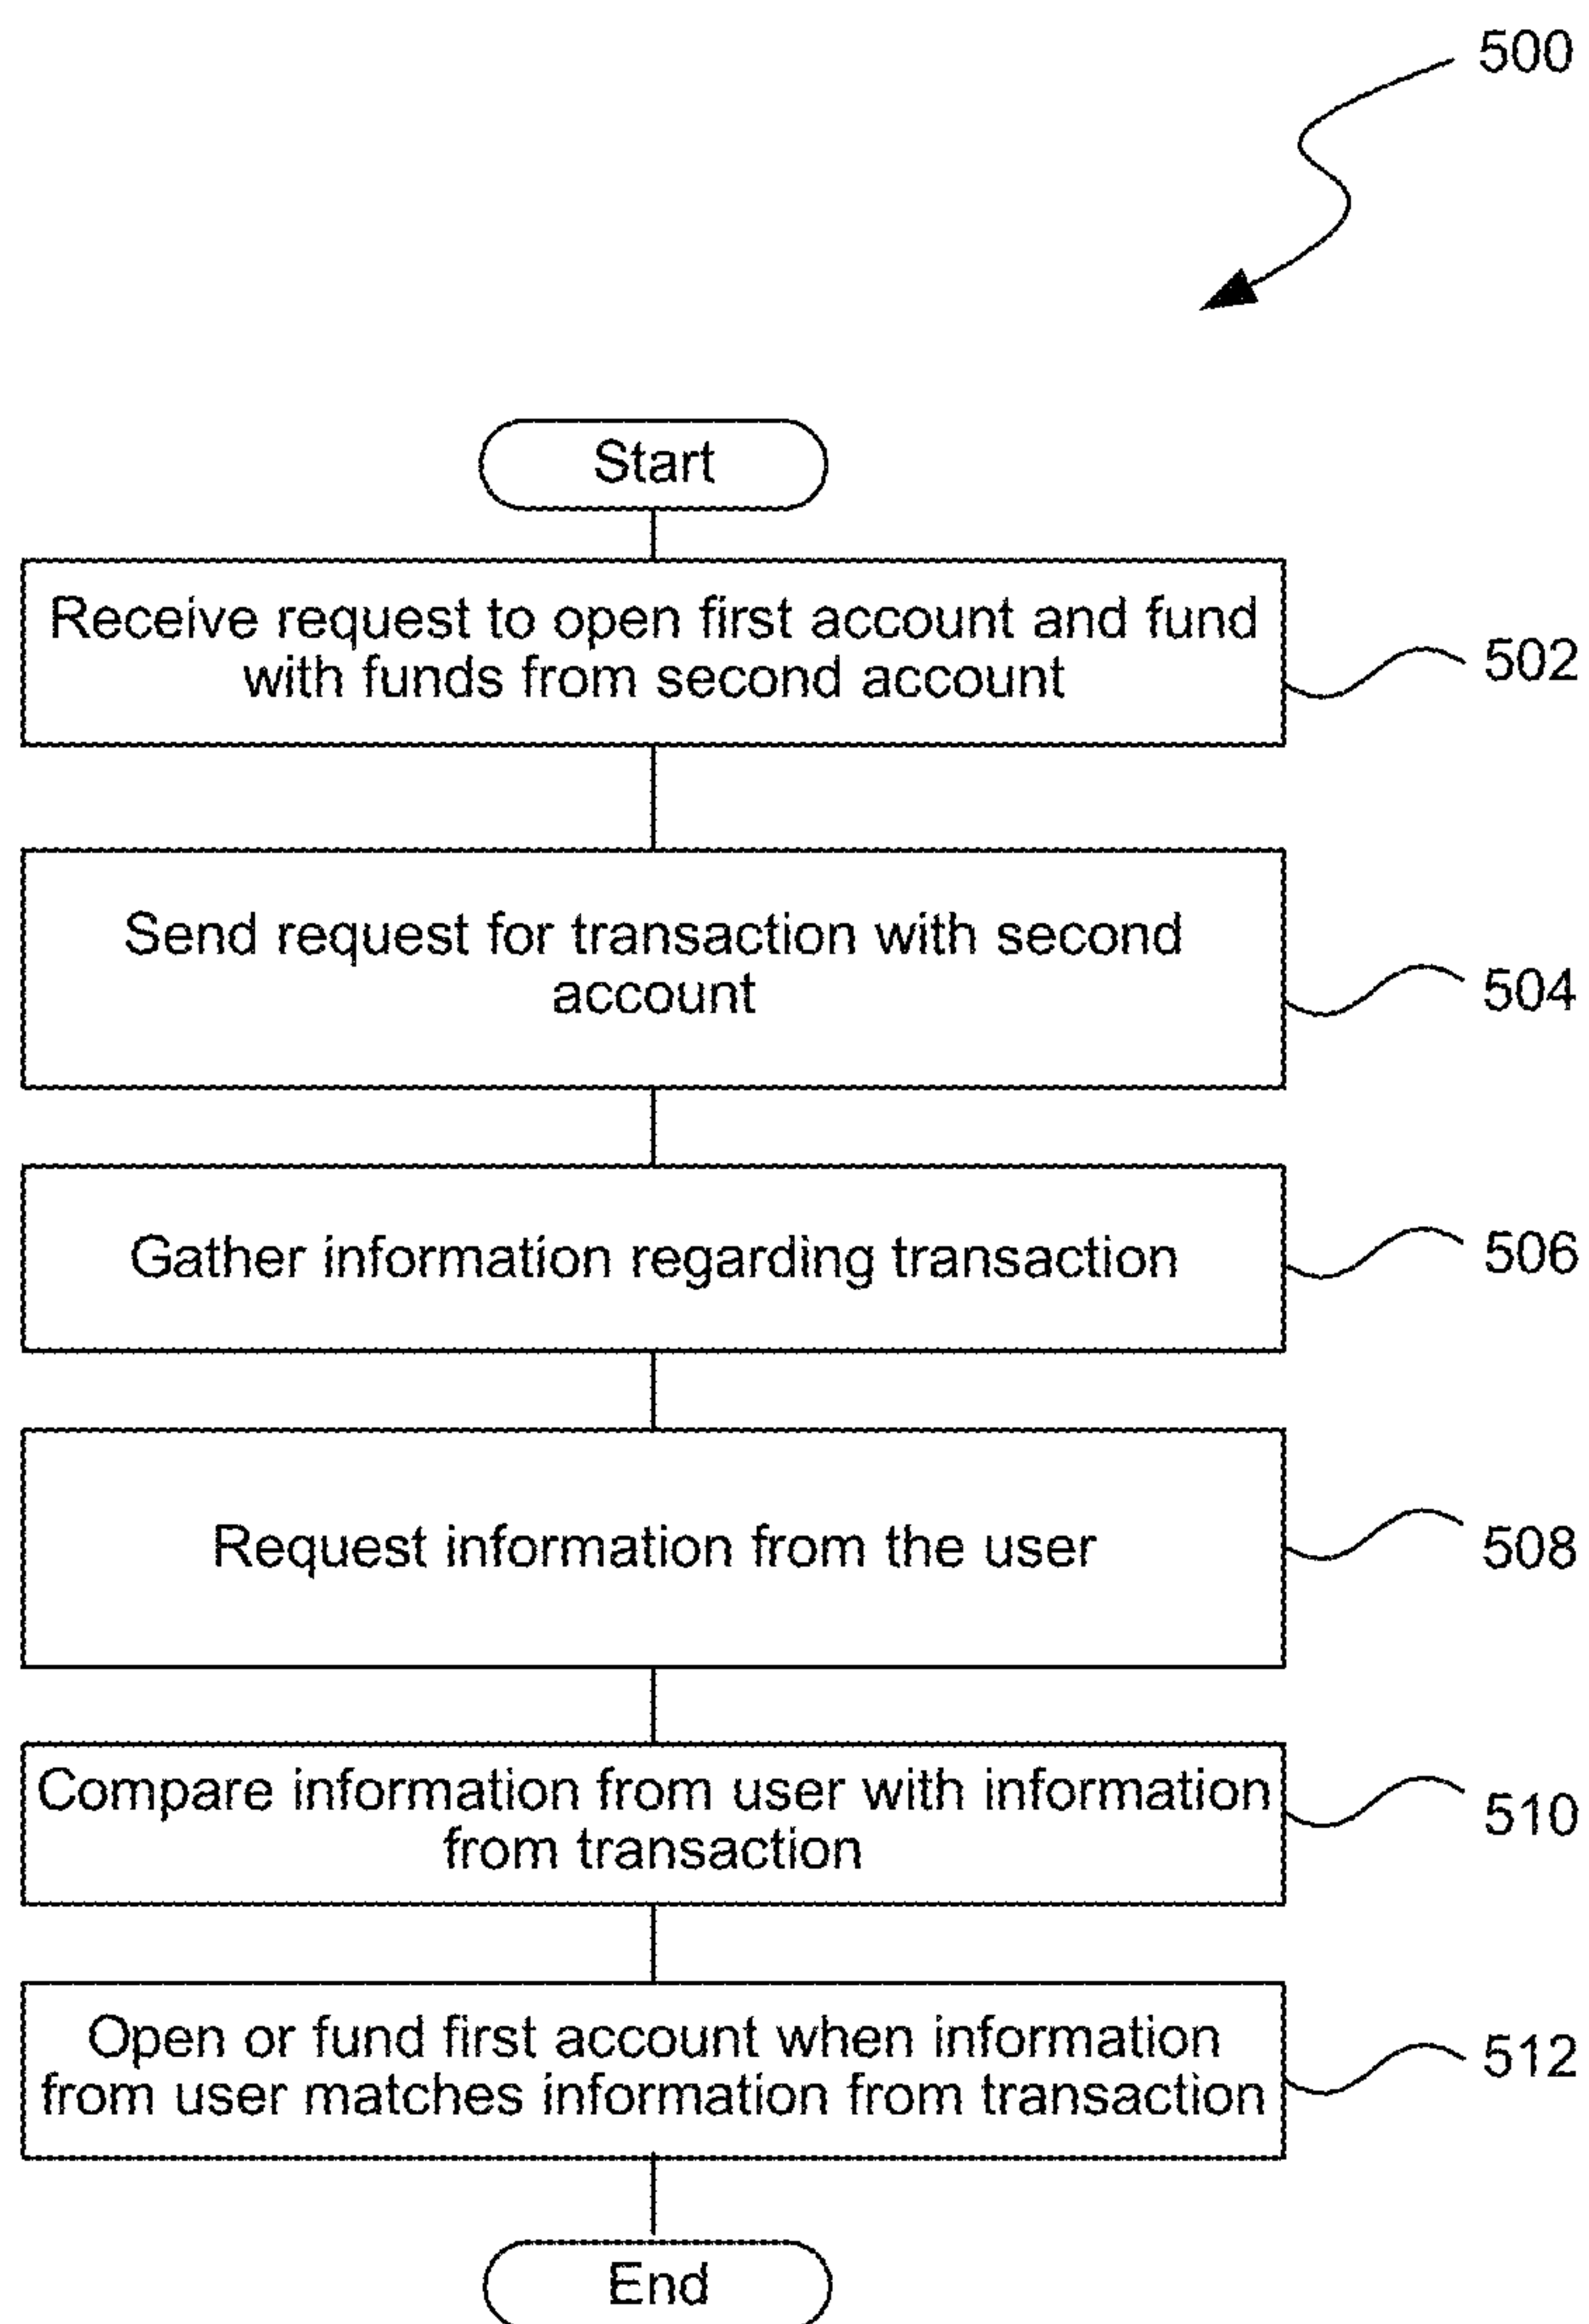 500
Start
Receive request to open first account and fund
with funds from second account
502
Send request for transaction with second
account
504
Gather information regarding transaction
506
Request information from the user
508
Compare information from user with information
from transaction
510
Open or fund first account when information
from user matches information from transaction
512
End